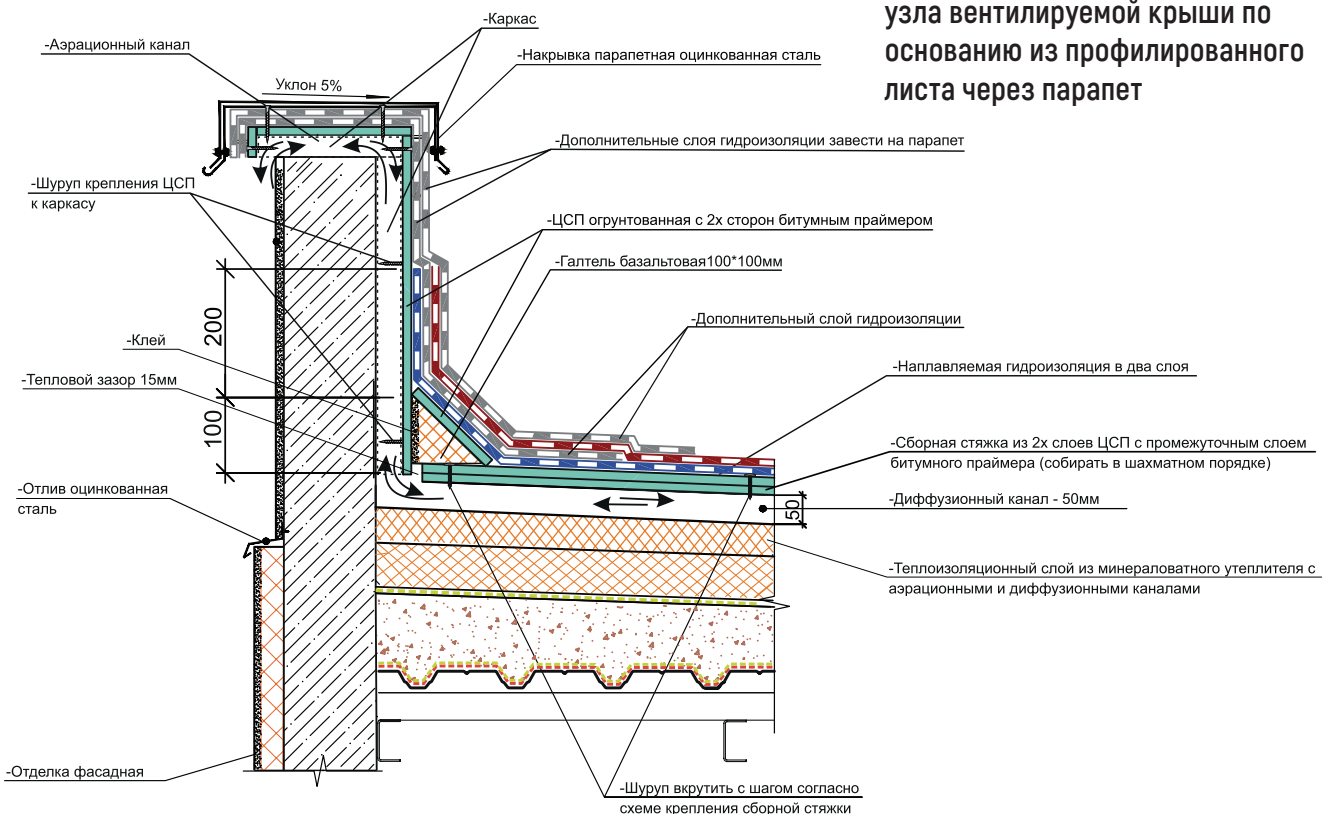 узла вентилируемой крыши по
основанию из профилированного
листа через парапет
-Каркас
-Аэрационный канал
-Накрывка парапетная оцинкованная сталь
Уклон 5%
-Дополнительные слоя гидроизоляции завести на парапет
-Шуруп крепления ЦСП
к каркасу
-ЦСП огрунтованная с 2х сторон битумным праймером
-Галтель базальтовая100*100мм
200
-Дополнительный слой гидроизоляции
-Клей
-Наплавляемая гидроизоляция в два слоя
-Тепловой зазор 15мм
100
-Сборная стяжка из 2х слоев ЦСП с промежуточным слоем
битумного праймера (собирать в шахматном порядке)
-Отлив оцинкованная
сталь
-Диффузионный канал - 50мм
50
-Теплоизоляционный слой из минераловатного утеплителя с
аэрационными и диффузионными каналами
-Отделка фасадная
-Шуруп вкрутить с шагом согласно
схеме крепления сборной стяжки